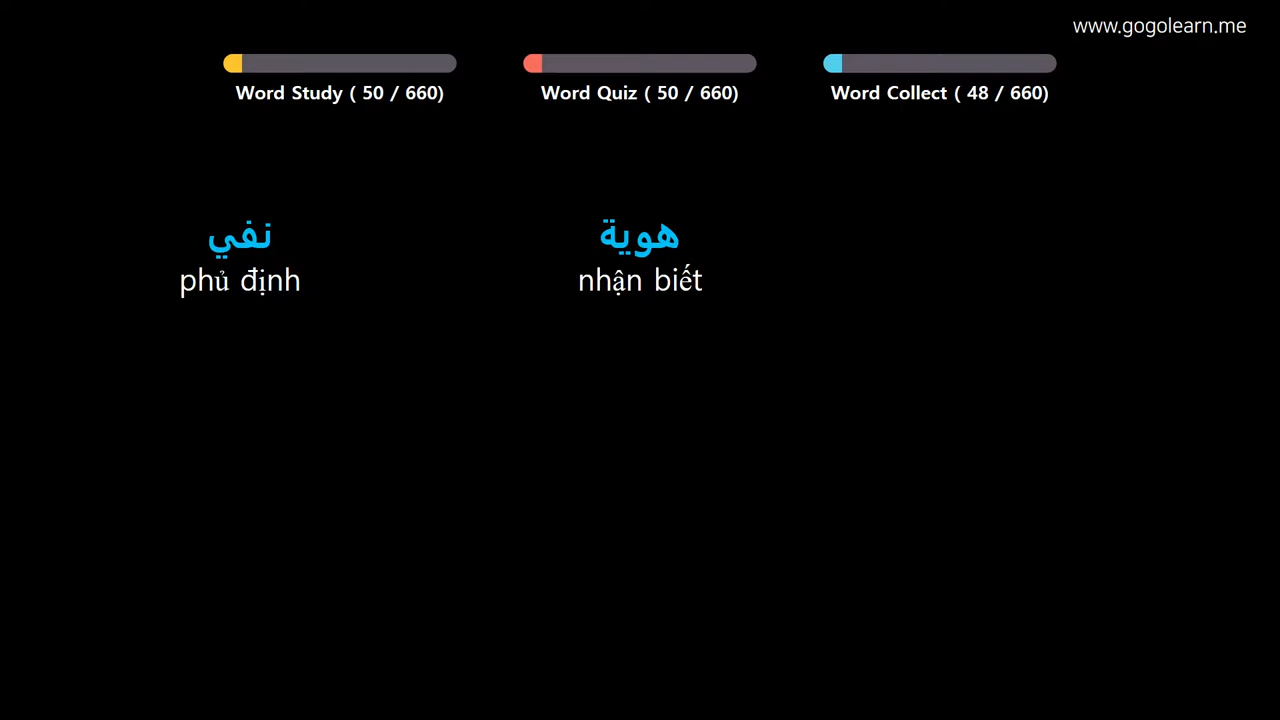 www.gogolearn.me
Word Study ( 50 / 660)
Word Quiz ( 50 / 660)
Word Collect ( 48 / 660)
نفي
phủ định
هوية
nhận biết